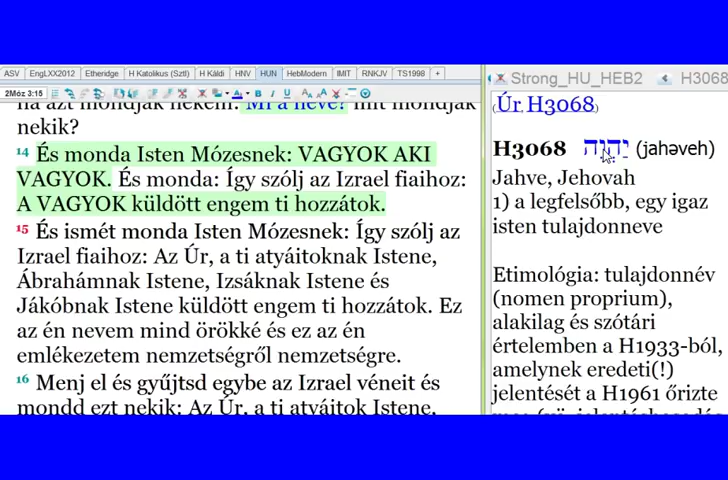 ASV EngLXX2012 Etheridge H Katolikus (SztI) H Káldi HNV HUN HebModern IMIT RNKJV TS1998 +
2Móz 3:15
ha azt mondják nékem: Mi a neve? mit mondjak
nekik?
14 És monda Isten Mózesnek: VAGYOK AKI
VAGYOK. És monda: Így szólj az Izrael fiaihoz:
A VAGYOK küldött engem ti hozzátok.
15 És ismét monda Isten Mózesnek: Így szólj az
Izrael fiaihoz: Az Úr, a ti atyáitoknak Istene,
Ábrahámnak Istene, Izsáknak Istene és
Jákóbnak Istene küldött engem ti hozzátok. Ez
az én nevem mind örökké és ez az én
emlékezetem nemzetségről nemzetségre.
16 Menj el és gyűjtsd egybe az Izrael véneit és
mondd ezt nekik: Az Úr, a ti atyáitok Istene,
Strong_HU_HEB2 H3068
(Úr H3068)
H3068 יַהְוֶה (jahəveh)
Jahve, Jehovah
1) a legfelsőbb, egy igaz
isten tulajdonneve
Etimológia: tulajdonnév
(nomen proprium),
alakilag és szótári
értelemben a H1933-ból,
amelynek eredeti(!)
jelentését a H1961 őrizte